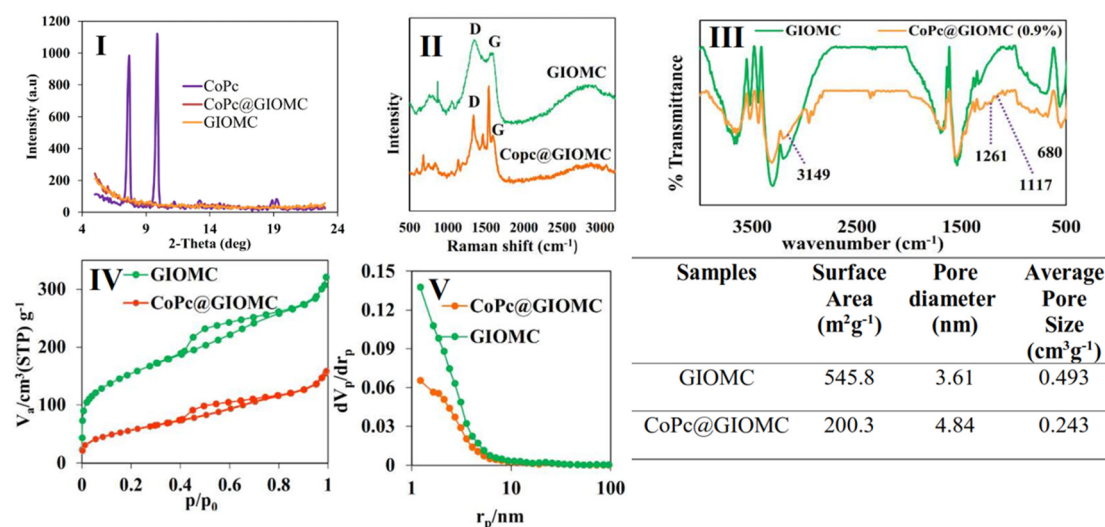 I
Intensity (a.u)
1200
1100
1000
900
800
700
600
500
400
300
200
100
0
CoPc
CoPc@GIOMC
GIOMC
4 9 14 19 24
2-Theta (deg)
II
Intensity
D
G
GIOMC
D
G
Copc@GIOMC
500 1000 1500 2000 2500 3000
Raman shift (cm⁻¹)
III
GIOMC
CoPc@GIOMC (0.9%)
% Transmittance
3149
1261
1117
680
3500 2500 1500 500
wavenumber (cm⁻¹)
IV
GIOMC
CoPc@GIOMC
Vₐ/cm³(STP) g⁻¹
300
200
100
0
0 0.2 0.4 0.6 0.8 1
p/p₀
V
CoPc@GIOMC
GIOMC
dVₚ/drₚ
0.15
0.12
0.09
0.06
0.03
0
1 10 100
rₚ/nm
Samples Surface Pore Average
Area diameter Pore
(m²g⁻¹) (nm) Size
(cm³g⁻¹)
GIOMC 545.8 3.61 0.493
CoPc@GIOMC 200.3 4.84 0.243